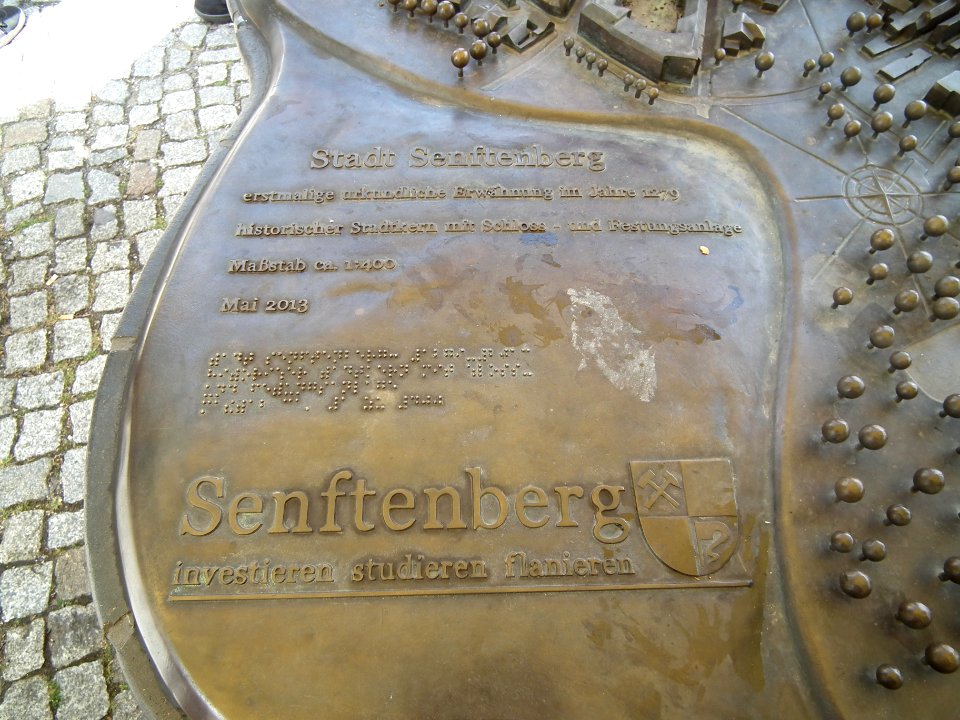 Stadt Senftenberg
erstmalige urkundliche Erwähnung im Jahre 1279
historischer Stadtkern mit Schloss - und Festungsanlage
Maßstab ca. 1:400
Mai 2013
Senftenberg
investieren studieren flanieren